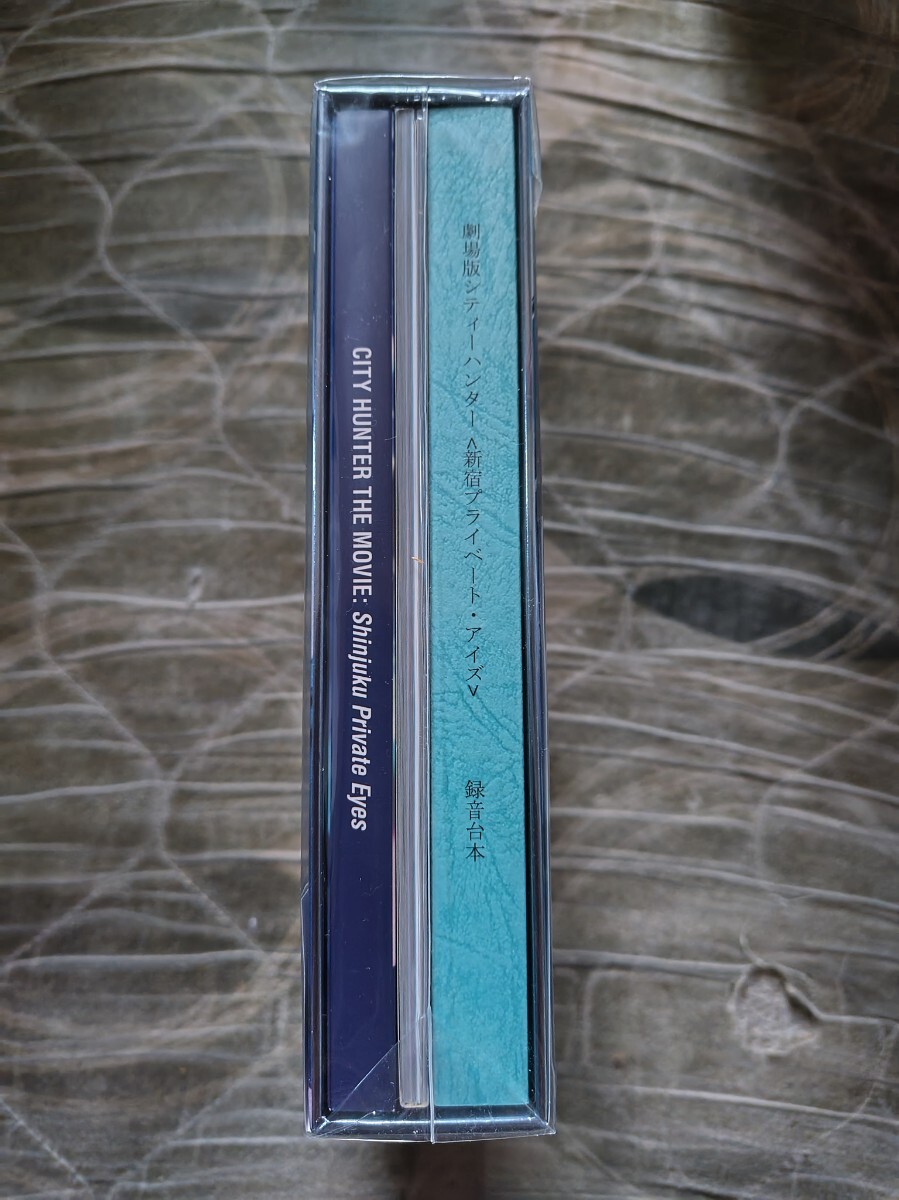 CITY HUNTER THE MOVIE: Shinjuku Private Eyes
劇場版シティーハンター<新宿プライベート・アイズ> 録音台本